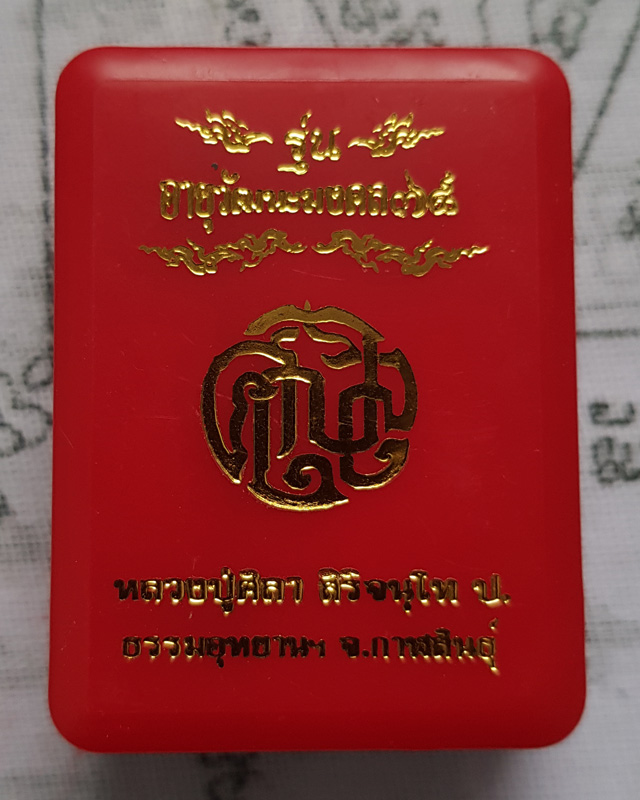 รุ่น
อายุวัฒนะมงคล๗๖๕
หลวงปู่ศิลา สิริจนฺโท ป.
ธรรมอุทยานฯ จ.กาฬสินธุ์